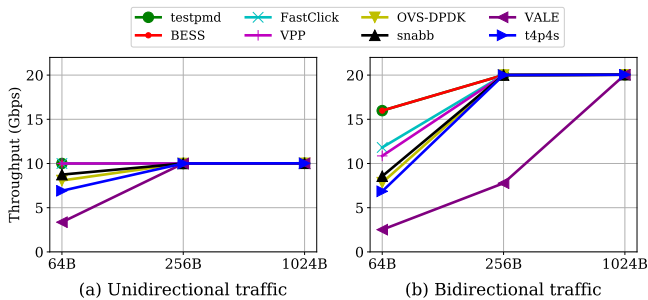 testpmd FastClick OVS-DPDK VALE
BESS VPP snabb t4p4s
Throughput (Gbps)
20
15
10
5
0
64B 256B 1024B
(a) Unidirectional traffic
20
15
10
5
0
64B 256B 1024B
(b) Bidirectional traffic